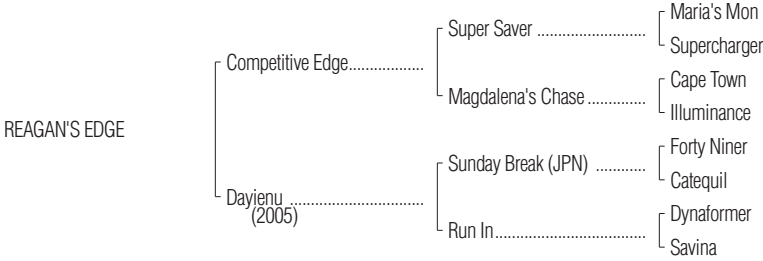 Maria's Mon
Super Saver ..........................
Supercharger
Competitive Edge..................
Cape Town
Magdalena's Chase..............
Illuminance
REAGAN'S EDGE
Forty Niner
Sunday Break (JPN) ............
Catequil
Dayienu ................................
(2005)
Dynaformer
Run In....................................
Savina